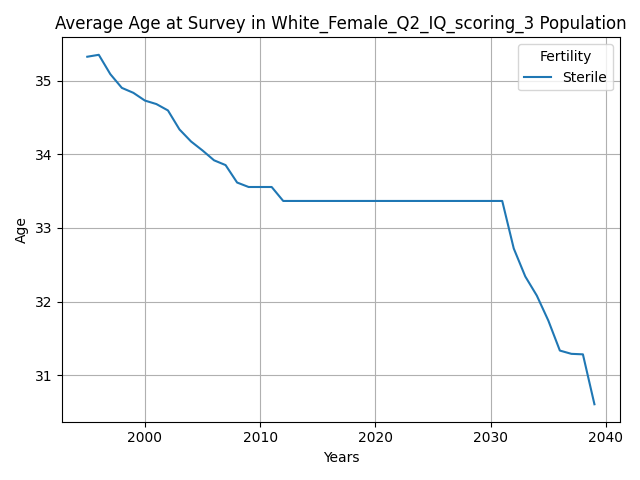 Average Age at Survey in White_Female_Q2_IQ_scoring_3 Population
Fertility
Sterile
35
34
33
32
31
Age
2000 2010 2020 2030 2040
Years